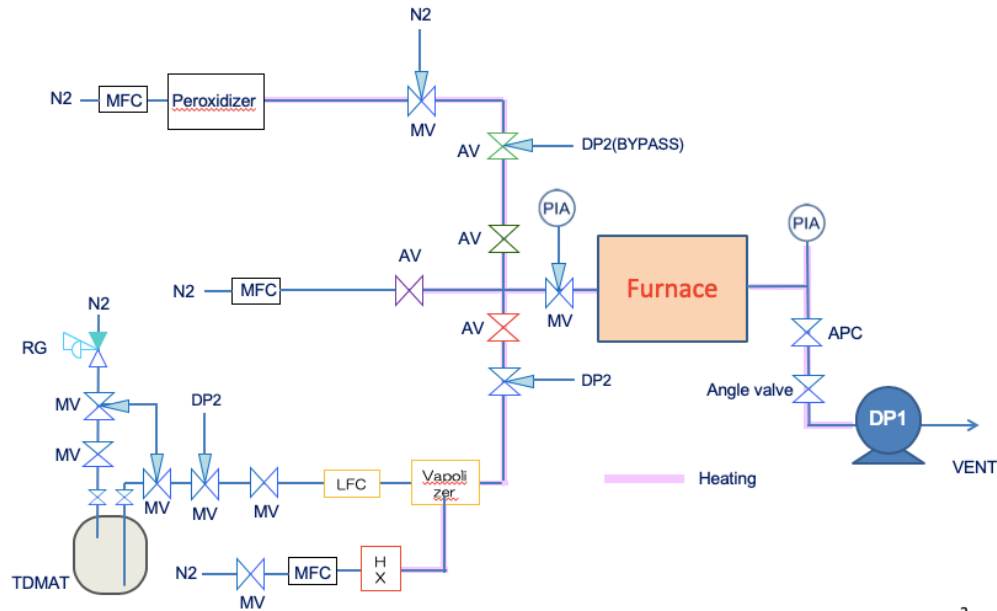 N2
N2
MFC
Peroxidizer
MV
AV
DP2(BYPASS)
PIA
PIA
AV
AV
N2
MFC
MV
Furnace
N2
RG
AV
APC
DP2
Angle valve
MV
DP2
DP1
MV
VENT
LFC
Vapoli
zer
Heating
MV
MV
MV
TDMAT
N2
MFC
H
X
MV
2